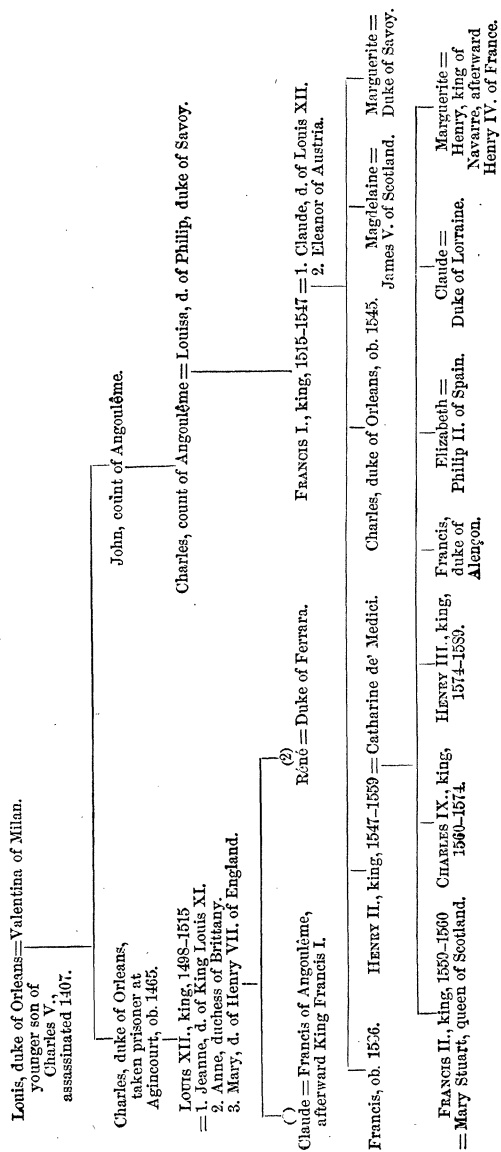 Louis, duke of Orleans=Valentina of Milan.
younger son of
Charles V.,
assassinated 1407.
Charles, duke of Orleans,
taken prisoner at
Agincourt, ob. 1465.
John, count of Angoulême.
LOUIS XII., king, 1498–1515
= 1. Jeanne, d. of King Louis XI.
2. Anne, duchess of Brittany.
3. Mary, d. of Henry VII. of England.
Charles, count of Angoulême = Louisa, d. of Philip, duke of Savoy.
( )
Claude = Francis of Angoulême,
afterward King Francis I.
(2)
Réné = Duke of Ferrara.
FRANCIS I., king, 1515–1547 = 1. Claude, d. of Louis XII.
2. Eleanor of Austria.
Francis, ob. 1536.
HENRY II., king, 1547–1559 = Catharine de' Medici.
Charles, duke of Orleans, ob. 1545.
Magdelaine =
James V. of Scotland.
Marguerite =
Duke of Savoy.
FRANCIS II., king, 1559–1560
= Mary Stuart, queen of Scotland.
CHARLES IX., king,
1560–1574.
HENRY III., king,
1574–1589.
Francis,
duke of
Alençon.
Elizabeth =
Philip II. of Spain.
Claude =
Duke of Lorraine.
Marguerite =
Henry, king of
Navarre, afterward
Henry IV. of France.